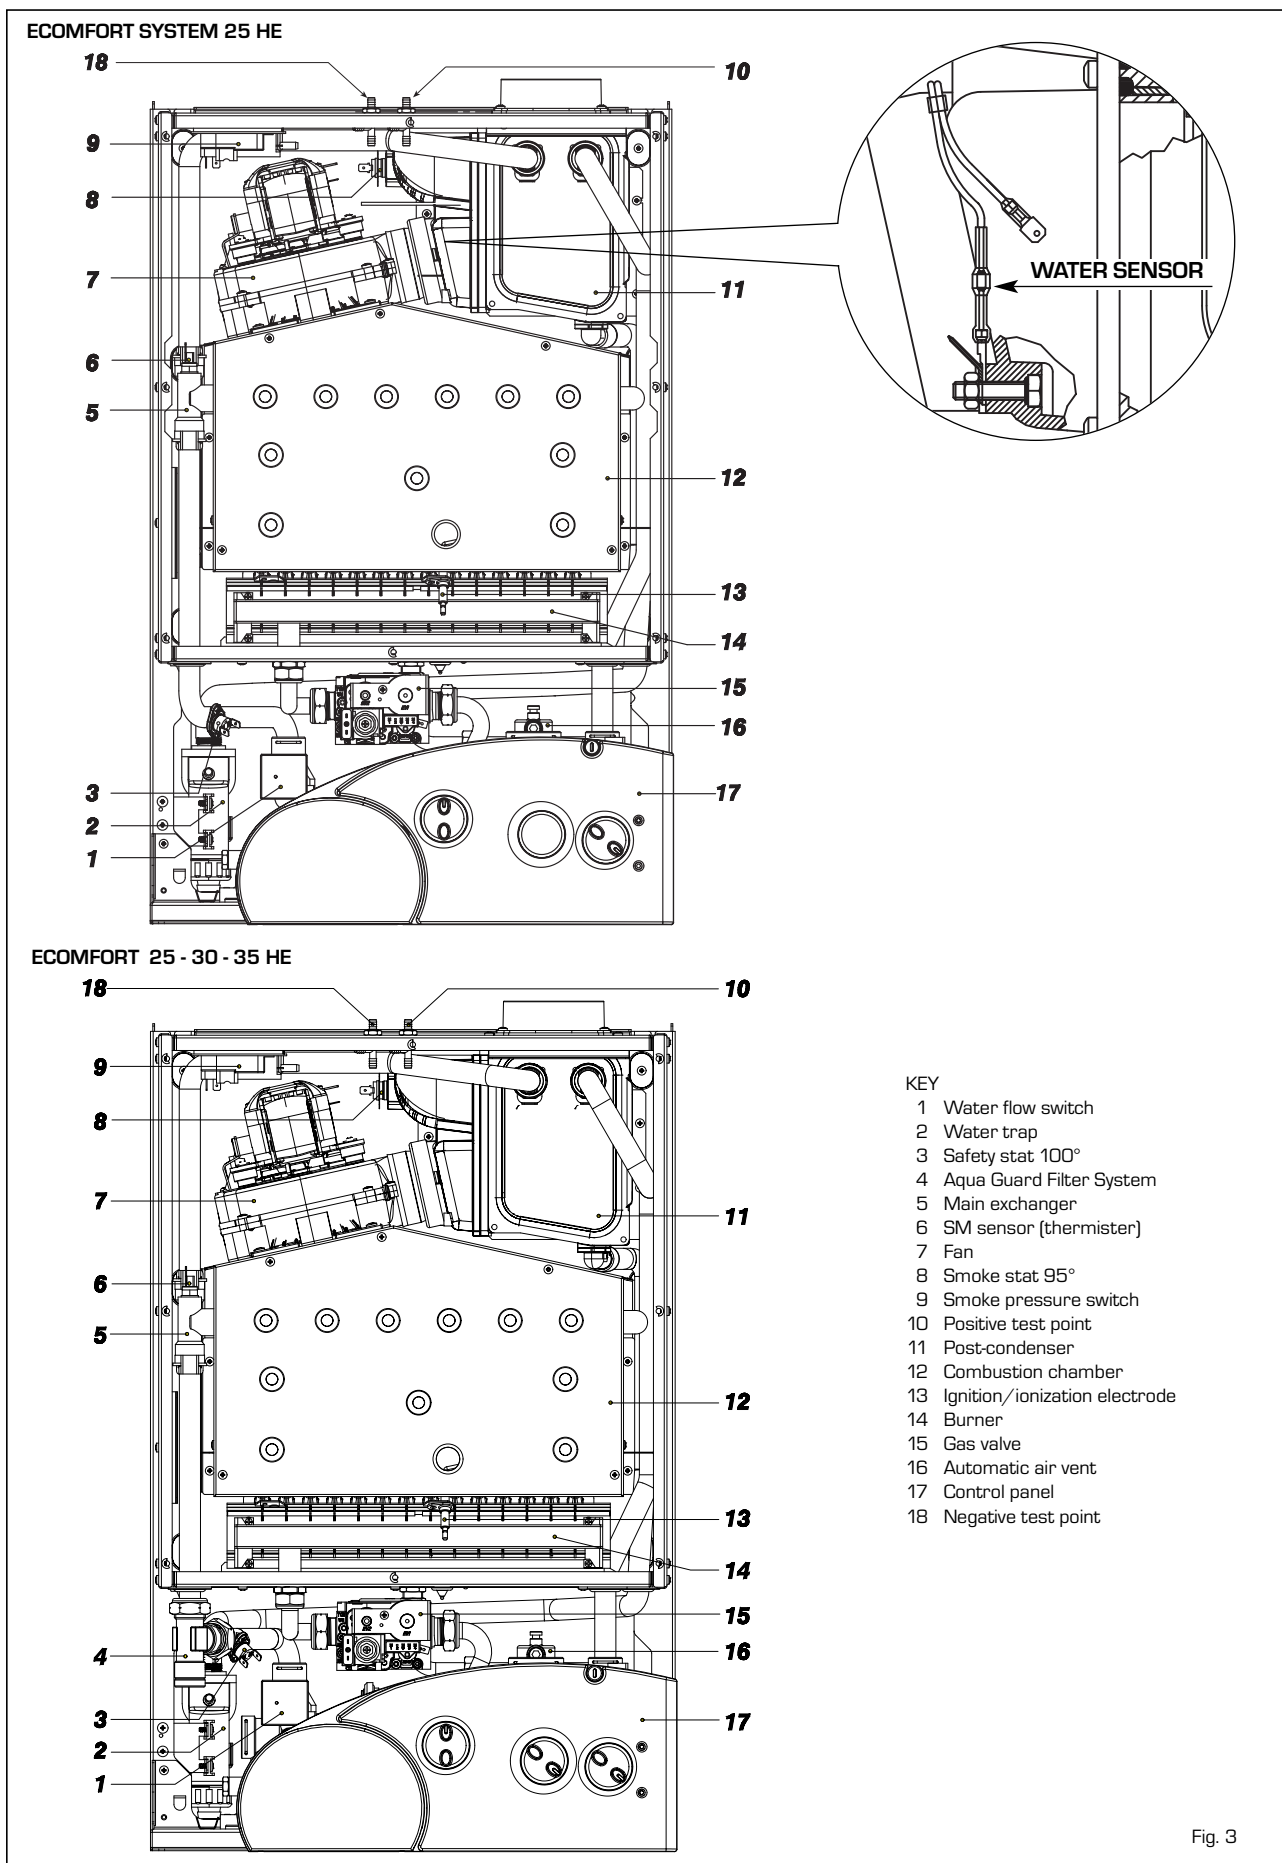 ECOMFORT SYSTEM 25 HE
18
10
9
8
7
11
WATER SENSOR
6
5
12
13
14
15
16
3
17
2
1
ECOMFORT 25 - 30 - 35 HE
18
10
9
8
7
11
6
5
12
13
14
15
4
16
3
17
2
1
KEY
1 Water flow switch
2 Water trap
3 Safety stat 100°
4 Aqua Guard Filter System
5 Main exchanger
6 SM sensor (thermister)
7 Fan
8 Smoke stat 95°
9 Smoke pressure switch
10 Positive test point
11 Post-condenser
12 Combustion chamber
13 Ignition/ionization electrode
14 Burner
15 Gas valve
16 Automatic air vent
17 Control panel
18 Negative test point
Fig. 3